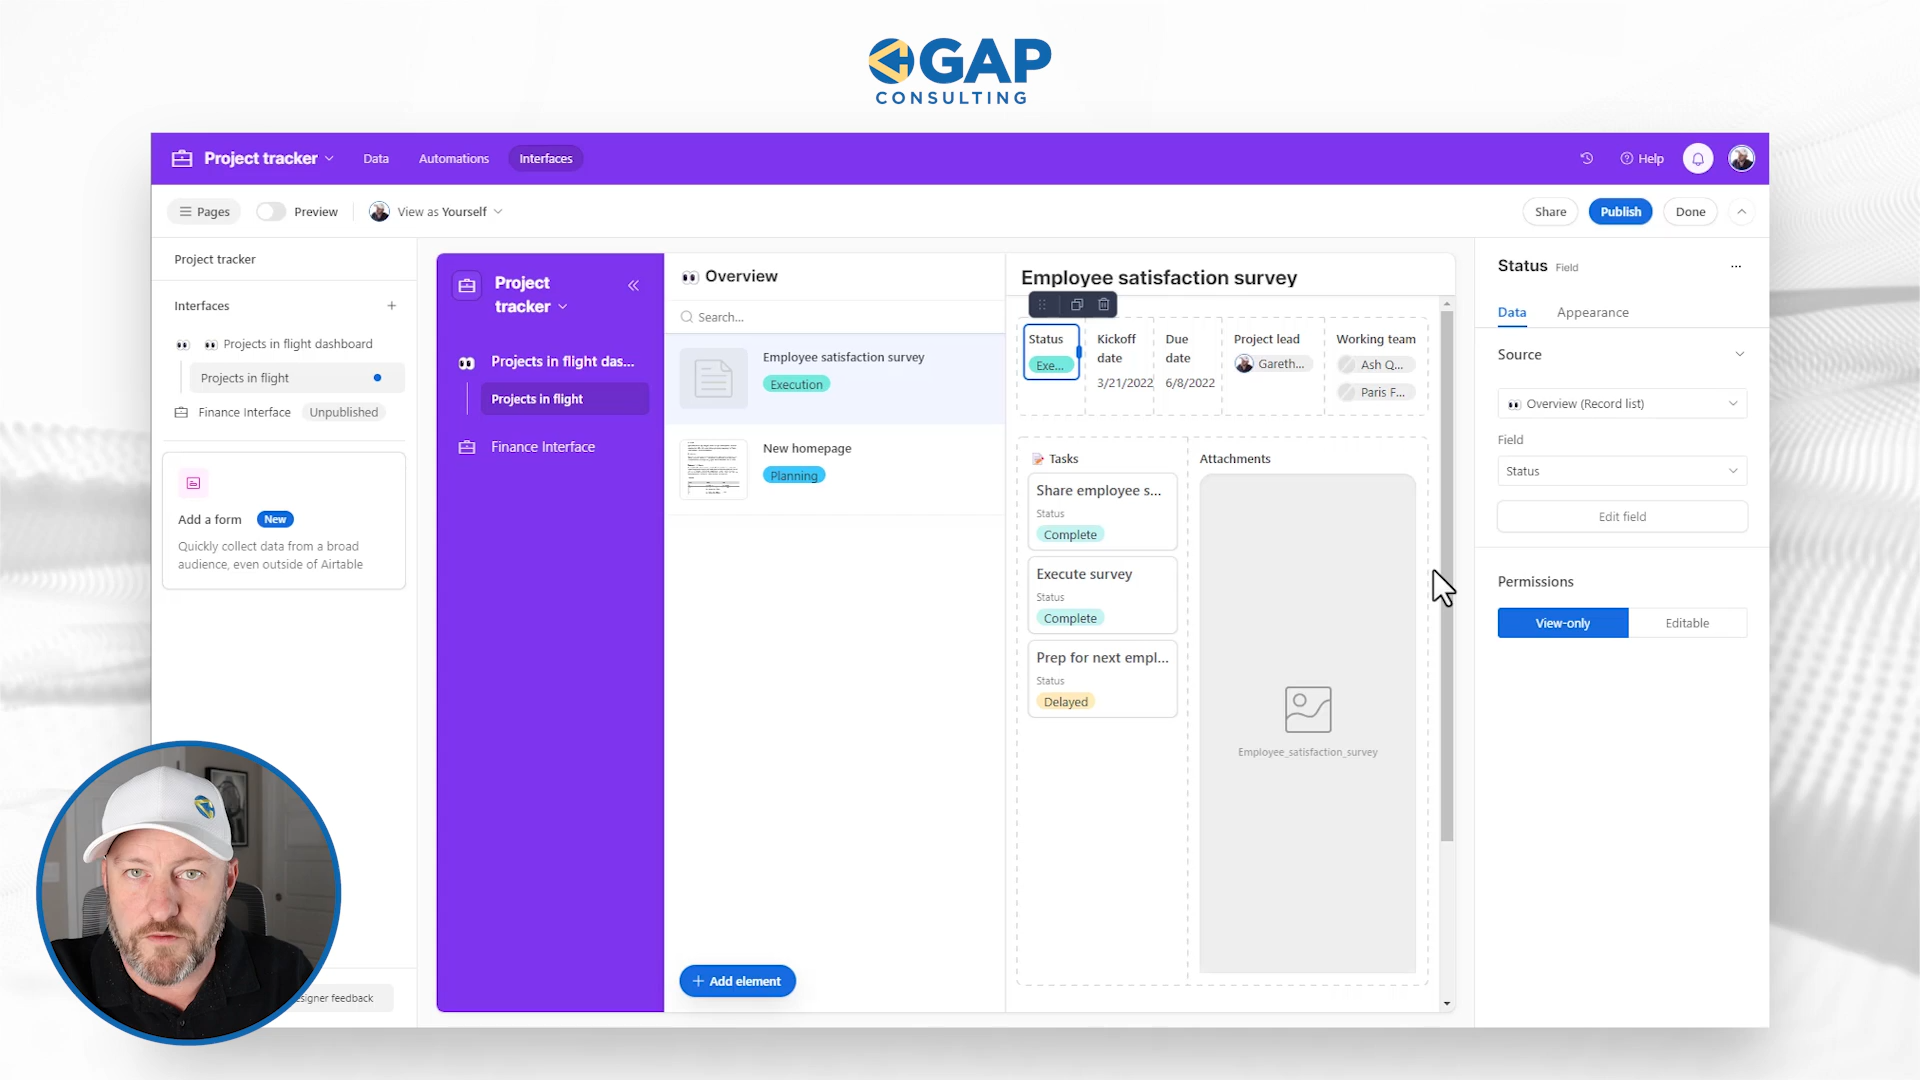 GAP
CONSULTING
Project tracker
Data
Automations
Interfaces
Help
Pages
Preview
View as Yourself
Share
Publish
Done
Project tracker
Interfaces
Projects in flight dashboard
Projects in flight
Finance Interface
Unpublished
Add a form
New
Quickly collect data from a broad
audience, even outside of Airtable
esigner feedback
Project
tracker
Projects in flight das...
Projects in flight
Finance Interface
Overview
Search...
Employee satisfaction survey
Execution
New homepage
Planning
Add element
Employee satisfaction survey
Status
Exe...
Kickoff
date
3/21/2022
Due
date
6/8/2022
Project lead
Gareth...
Working team
Ash Q...
Paris F...
Tasks
Share employee s...
Status
Complete
Execute survey
Status
Complete
Prep for next empl...
Status
Delayed
Attachments
Employee_satisfaction_survey
Status
Field
Data
Appearance
Source
Overview (Record list)
Field
Status
Edit field
Permissions
View-only
Editable